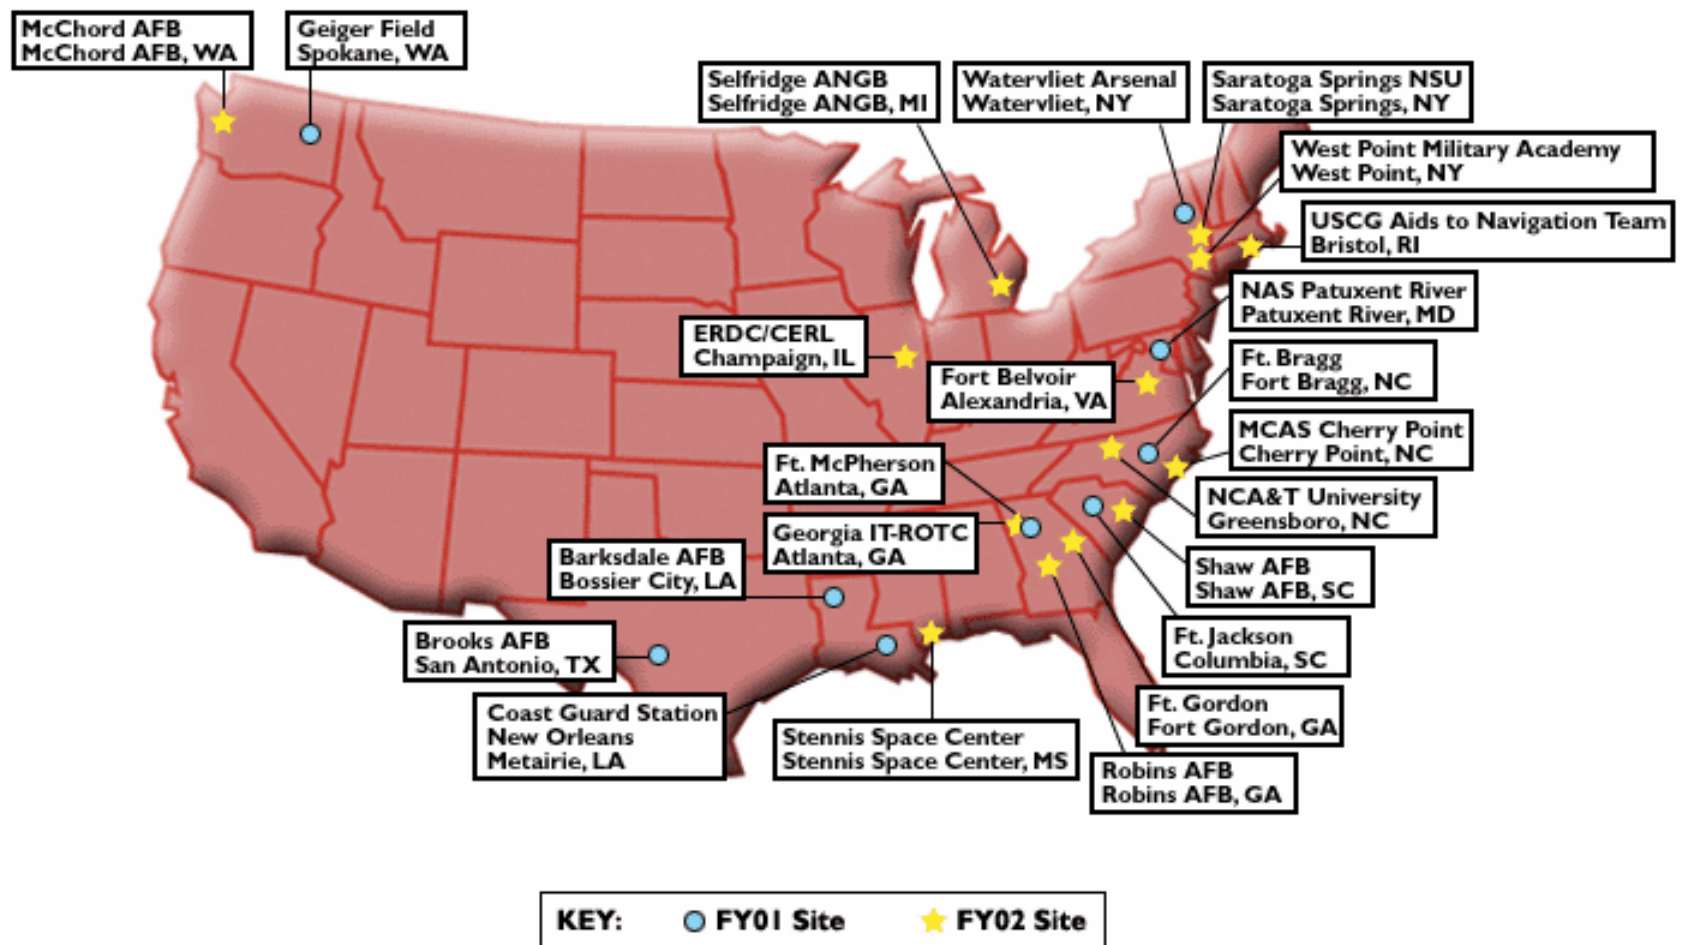 McChord AFB
McChord AFB, WA
Geiger Field
Spokane, WA
Selfridge ANGB
Selfridge ANGB, MI
Watervliet Arsenal
Watervliet, NY
Saratoga Springs NSU
Saratoga Springs, NY
West Point Military Academy
West Point, NY
USCG Aids to Navigation Team
Bristol, RI
NAS Patuxent River
Patuxent River, MD
ERDC/CERL
Champaign, IL
Ft. Bragg
Fort Bragg, NC
Fort Belvoir
Alexandria, VA
MCAS Cherry Point
Cherry Point, NC
Ft. McPherson
Atlanta, GA
NCA&T University
Greensboro, NC
Georgia IT-ROTC
Atlanta, GA
Barksdale AFB
Bossier City, LA
Shaw AFB
Shaw AFB, SC
Brooks AFB
San Antonio, TX
Ft. Jackson
Columbia, SC
Coast Guard Station
New Orleans
Metairie, LA
Ft. Gordon
Fort Gordon, GA
Stennis Space Center
Stennis Space Center, MS
Robins AFB
Robins AFB, GA
KEY: FY01 Site FY02 Site